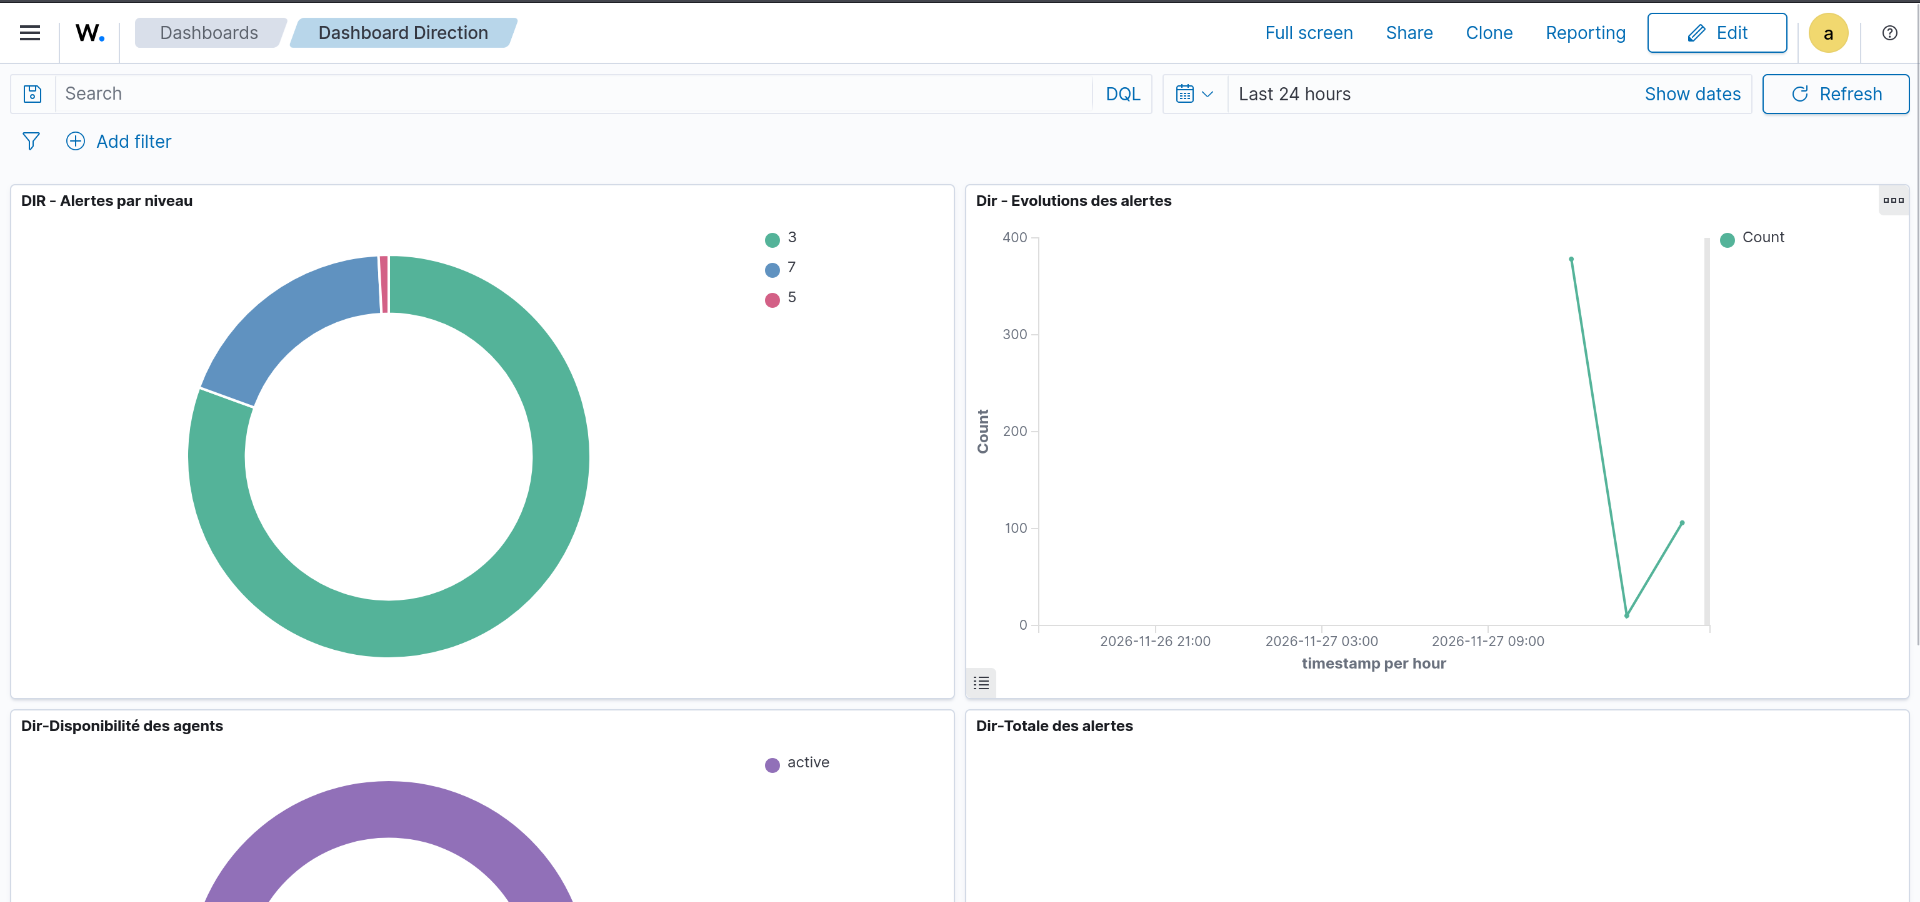 W. Dashboards Dashboard Direction Full screen Share Clone Reporting Edit a
Search DQL Last 24 hours Show dates Refresh
Add filter
DIR - Alertes par niveau
3
7
5
Dir - Evolutions des alertes
Count
400
300
200
100
0
Count
2026-11-26 21:00 2026-11-27 03:00 2026-11-27 09:00
timestamp per hour
Dir-Disponibilité des agents
active
Dir-Totale des alertes